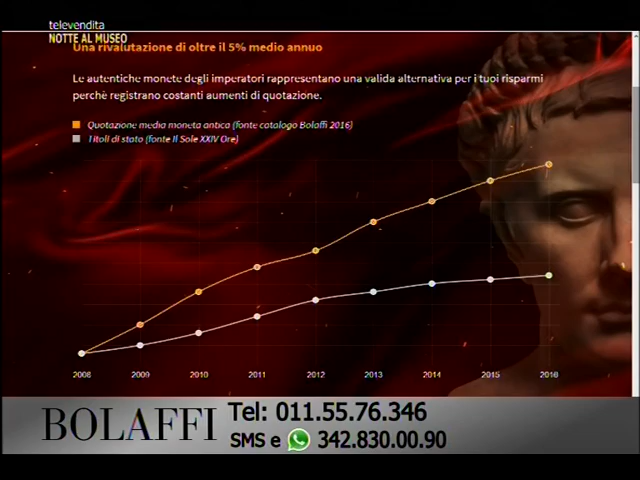 televendita
NOTTE AL MUSEO
Una rivalutazione di oltre il 5% medio annuo
Le autentiche monete degli imperatori rappresentano una valida alternativa per i tuoi risparmi
perchè registrano costanti aumenti di quotazione.
Quotazione media moneta antica (fonte catalogo Bolaffi 2016)
Titoli di stato (fonte Il Sole XXIV Ore)
2008 2009 2010 2011 2012 2013 2014 2015 2016
BOLAFFI
Tel: 011.55.76.346
SMS e 342.830.00.90